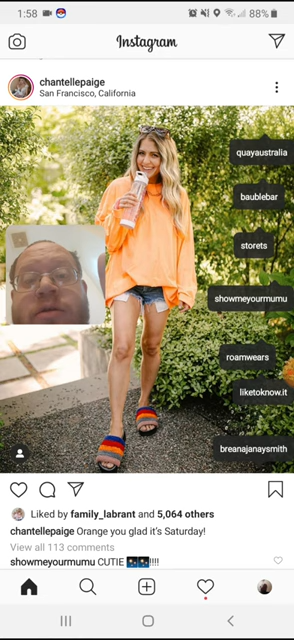 1:58
88%
Instagram
chantellepaige
San Francisco, California
quayaustralia
baublebar
storets
showmeyourmumu
roamwears
liketoknow.it
breanajanaysmith
Liked by family_labrant and 5,064 others
chantellepaige Orange you glad it's Saturday!
View all 113 comments
showmeyourmumu CUTIE 🌃🌃!!!!